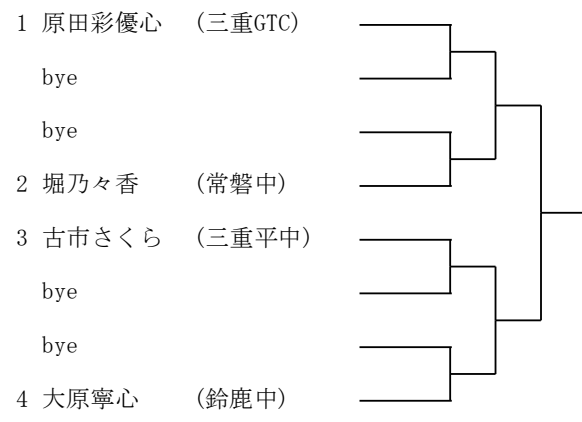 1 原田彩優心 (三重GTC)
bye
bye
2 堀乃々香 (常磐中)
3 古市さくら (三重平中)
bye
bye
4 大原寧心 (鈴鹿中)